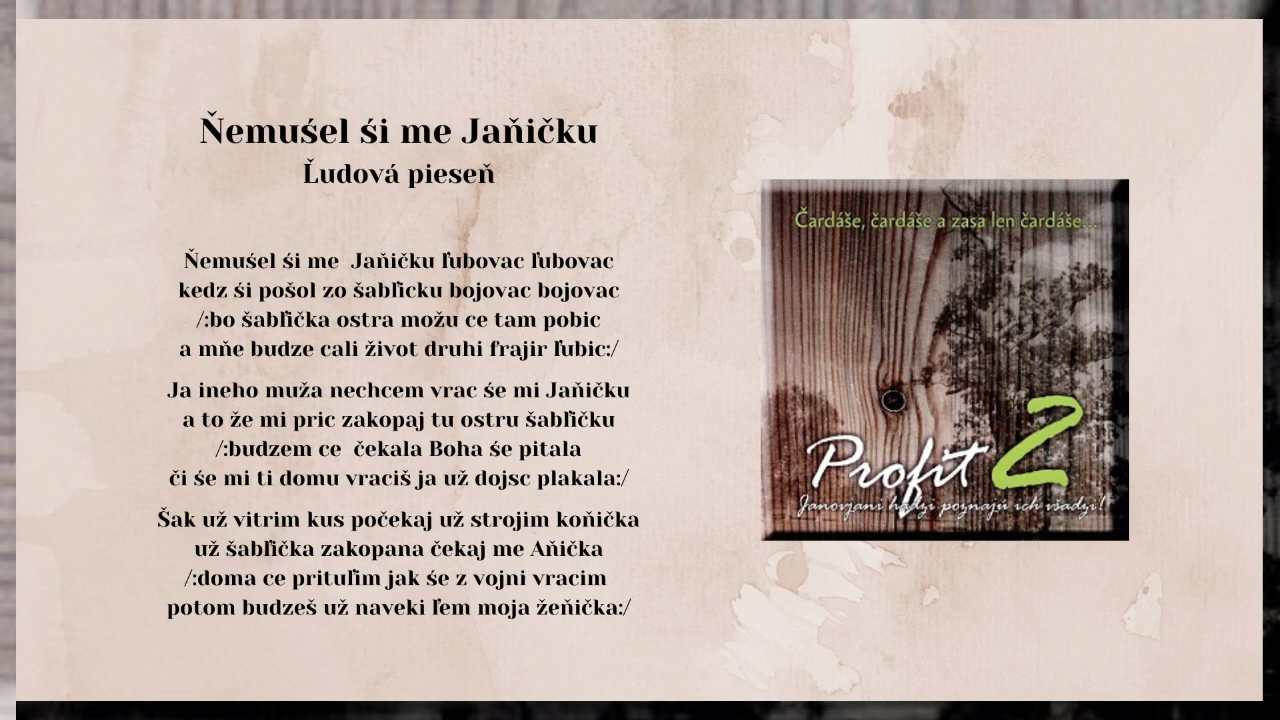 Ňemuśel śi me Jaňičku
Ľudová pieseň
Ňemuśel śi me  Jaňičku ľubovac ľubovac
kedz śi pošol zo šabľicku bojovac bojovac
/:bo šabľička ostra možu ce tam pobic
a mňe budze cali život druhi frajir ľubic:/
Ja ineho muža nechcem vrac śe mi Jaňičku
a to že mi pric zakopaj tu ostru šabľičku
/:budzem ce  čekala Boha śe pitala
či śe mi ti domu vraciš ja už dojsc plakala:/
Šak už vitrim kus počekaj už strojim koňička
už šabľička zakopana čekaj me Aňička
/:doma ce prituľim jak śe z vojni vracim
potom budzeš už naveki ľem moja žeňička:/
Čardáše, čardáše a zasa len čardáše...
Profit 2
Janovjani hudzi poznajú ich všadzi!